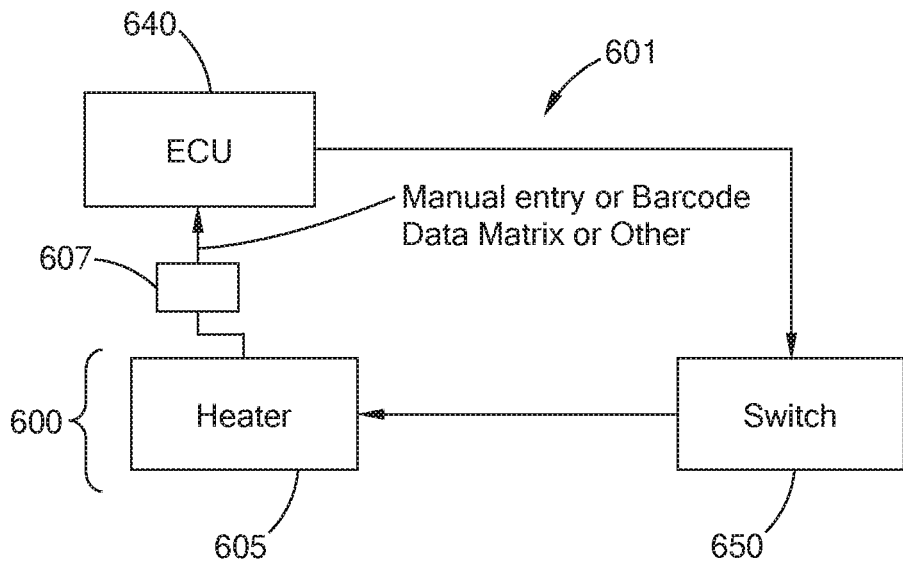 640
601
ECU
Manual entry or Barcode
Data Matrix or Other
607
600
Heater
Switch
605
650